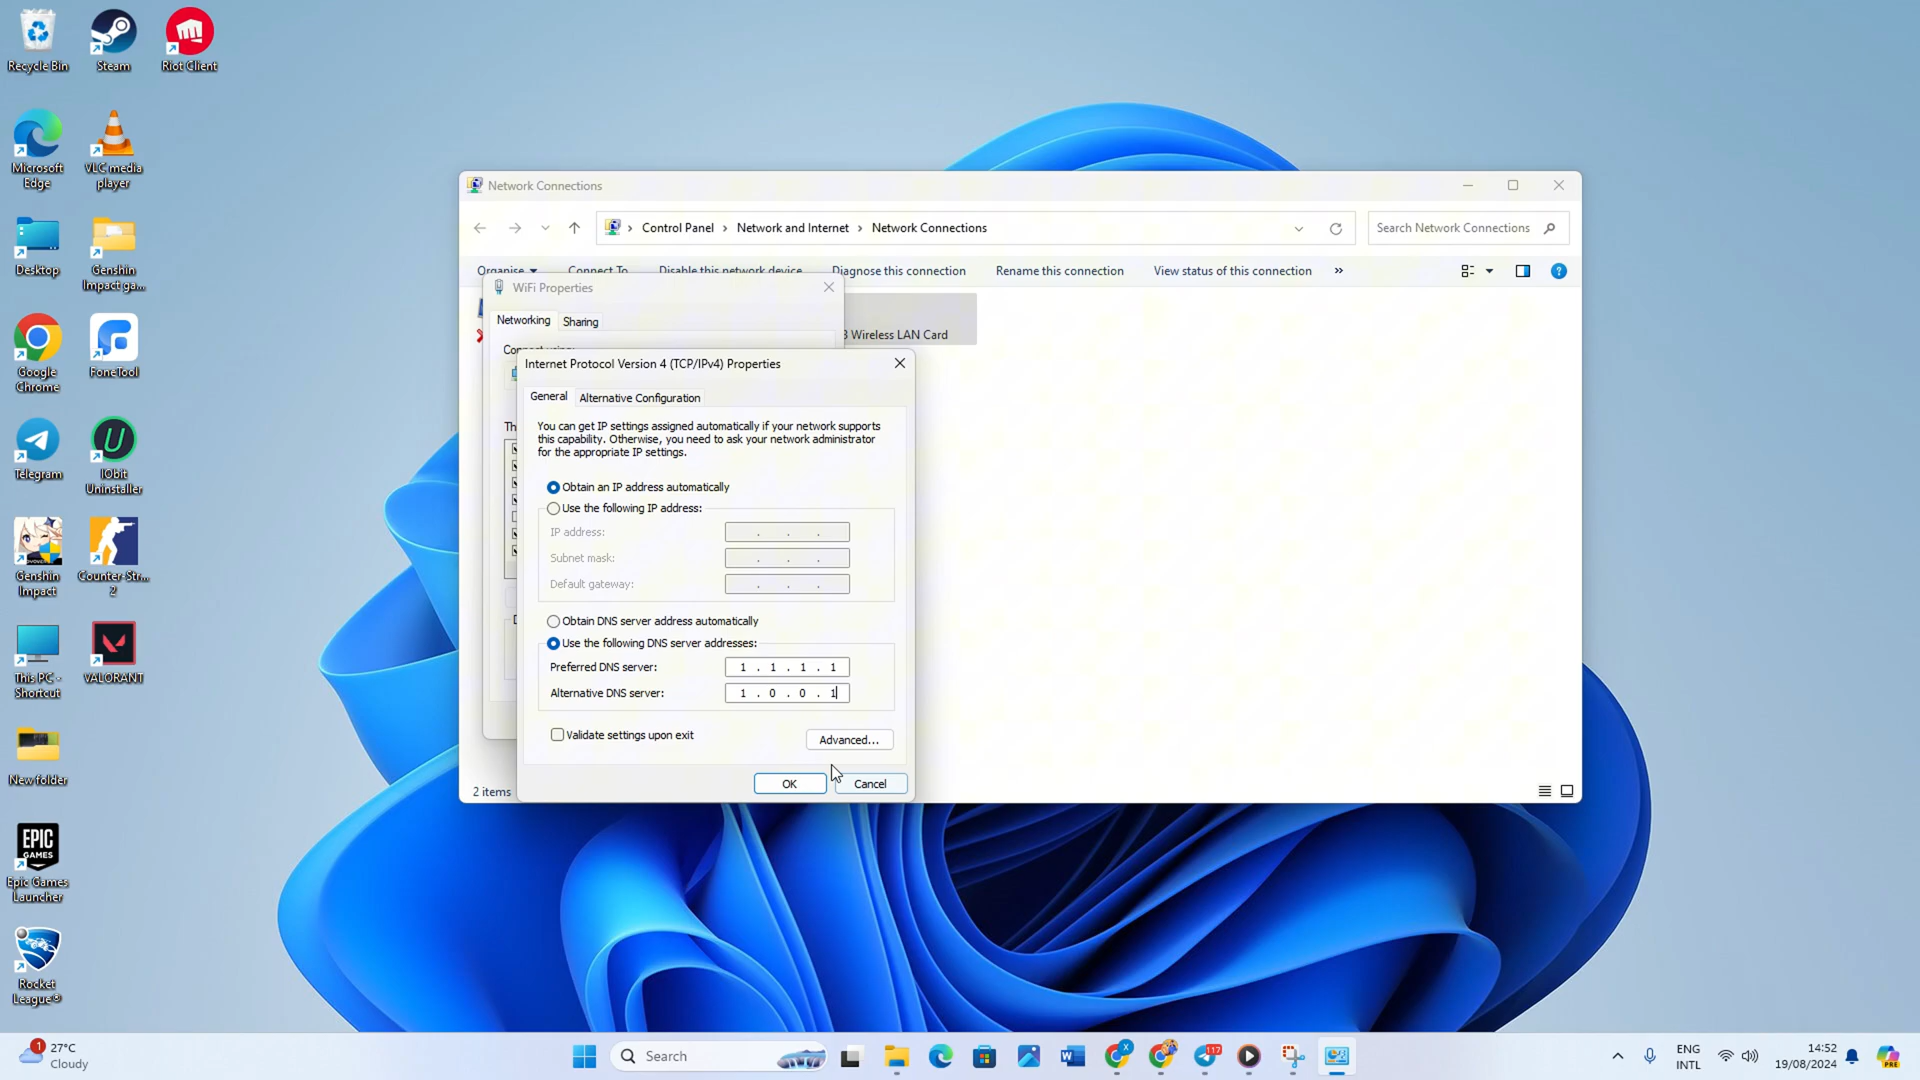 Recycle Bin
Steam
Riot Client
Microsoft
Edge
VLC media
player
Desktop
Genshin
Impact ga...
Google
Chrome
FoneTool
Telegram
IObit
Uninstaller
Genshin
Impact
Counter-Str...
2
This PC -
Shortcut
VALORANT
New folder
EPIC
GAMES
Epic Games
Launcher
Rocket
League®
Network Connections
Control Panel > Network and Internet > Network Connections
Search Network Connections
Organise
Connect To
Disable this network device
Diagnose this connection
Rename this connection
View status of this connection
»
WiFi Properties
Networking
Sharing
Wireless LAN Card
Internet Protocol Version 4 (TCP/IPv4) Properties
General
Alternative Configuration
You can get IP settings assigned automatically if your network supports
this capability. Otherwise, you need to ask your network administrator
for the appropriate IP settings.
Obtain an IP address automatically
Use the following IP address:
IP address:
Subnet mask:
Default gateway:
Obtain DNS server address automatically
Use the following DNS server addresses:
Preferred DNS server: 1 . 1 . 1 . 1
Alternative DNS server: 1 . 0 . 0 . 1
Validate settings upon exit
Advanced...
OK
Cancel
2 items
1
27°C
Cloudy
Search
X
117
ENG
INTL
14:52
19/08/2024
PRE